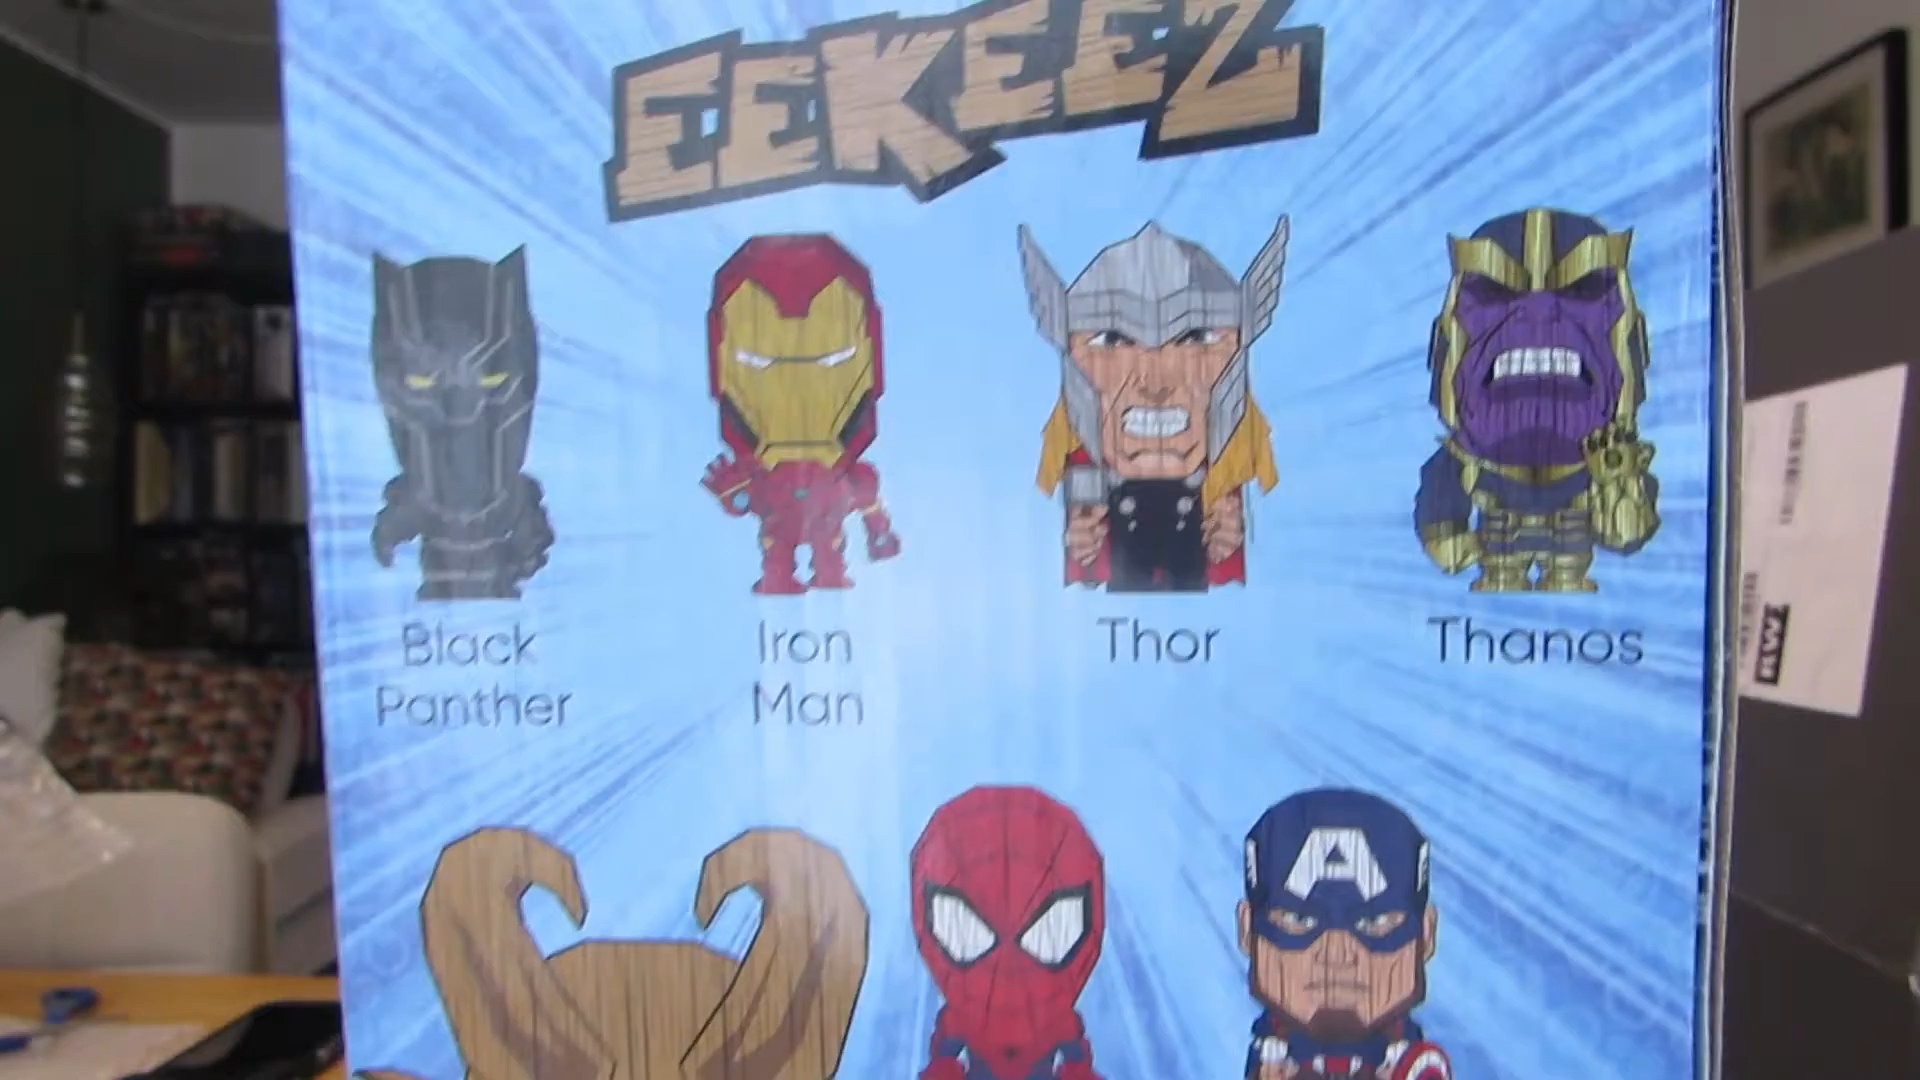 EEKEEZ
Black
Panther
Iron
Man
Thor
Thanos
A